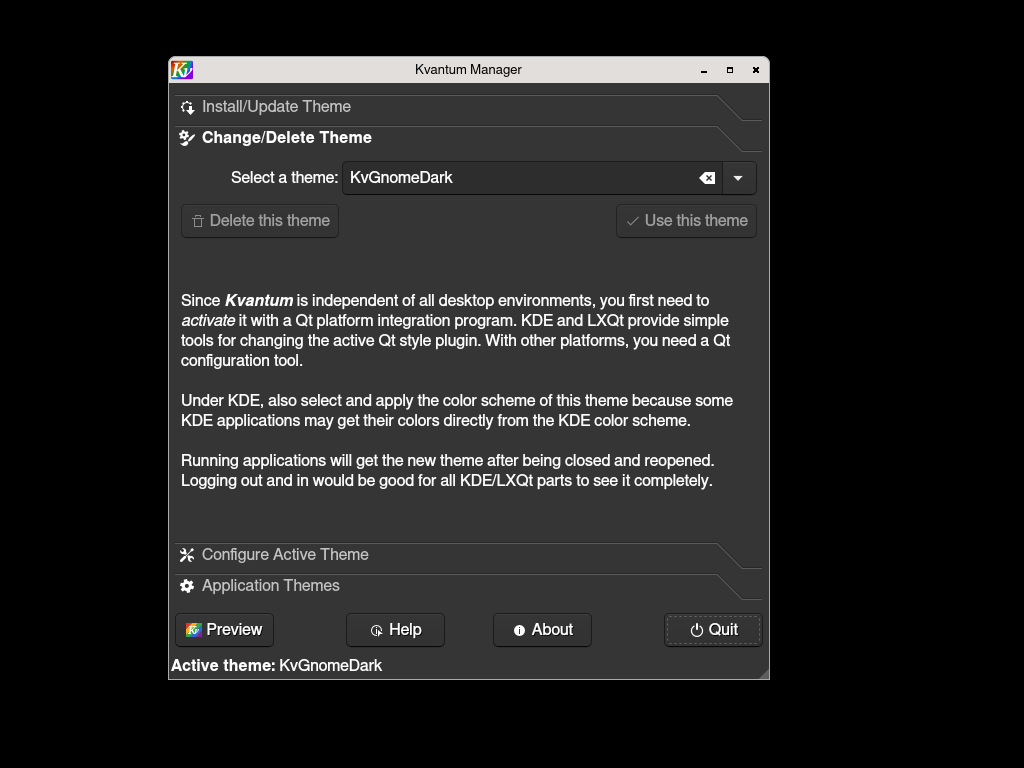 Kvantum Manager
Install/Update Theme
Change/Delete Theme
Select a theme: KvGnomeDark
Delete this theme Use this theme
Since Kvantum is independent of all desktop environments, you first need to
activate it with a Qt platform integration program. KDE and LXQt provide simple
tools for changing the active Qt style plugin. With other platforms, you need a Qt
configuration tool.
Under KDE, also select and apply the color scheme of this theme because some
KDE applications may get their colors directly from the KDE color scheme.
Running applications will get the new theme after being closed and reopened.
Logging out and in would be good for all KDE/LXQt parts to see it completely.
Configure Active Theme
Application Themes
Preview Help About Quit
Active theme: KvGnomeDark